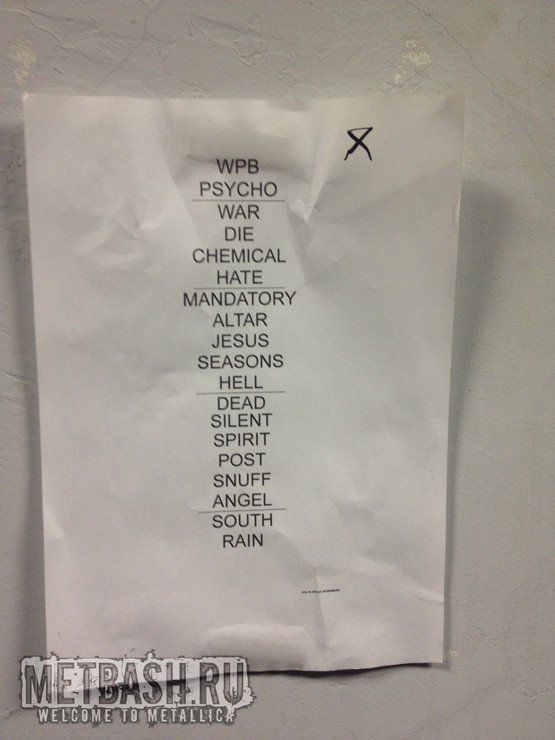 X
WPB
PSYCHO
WAR
DIE
CHEMICAL
HATE
MANDATORY
ALTAR
JESUS
SEASONS
HELL
DEAD
SILENT
SPIRIT
POST
SNUFF
ANGEL
SOUTH
RAIN
METBASH.RU
WELCOME TO METALLICA